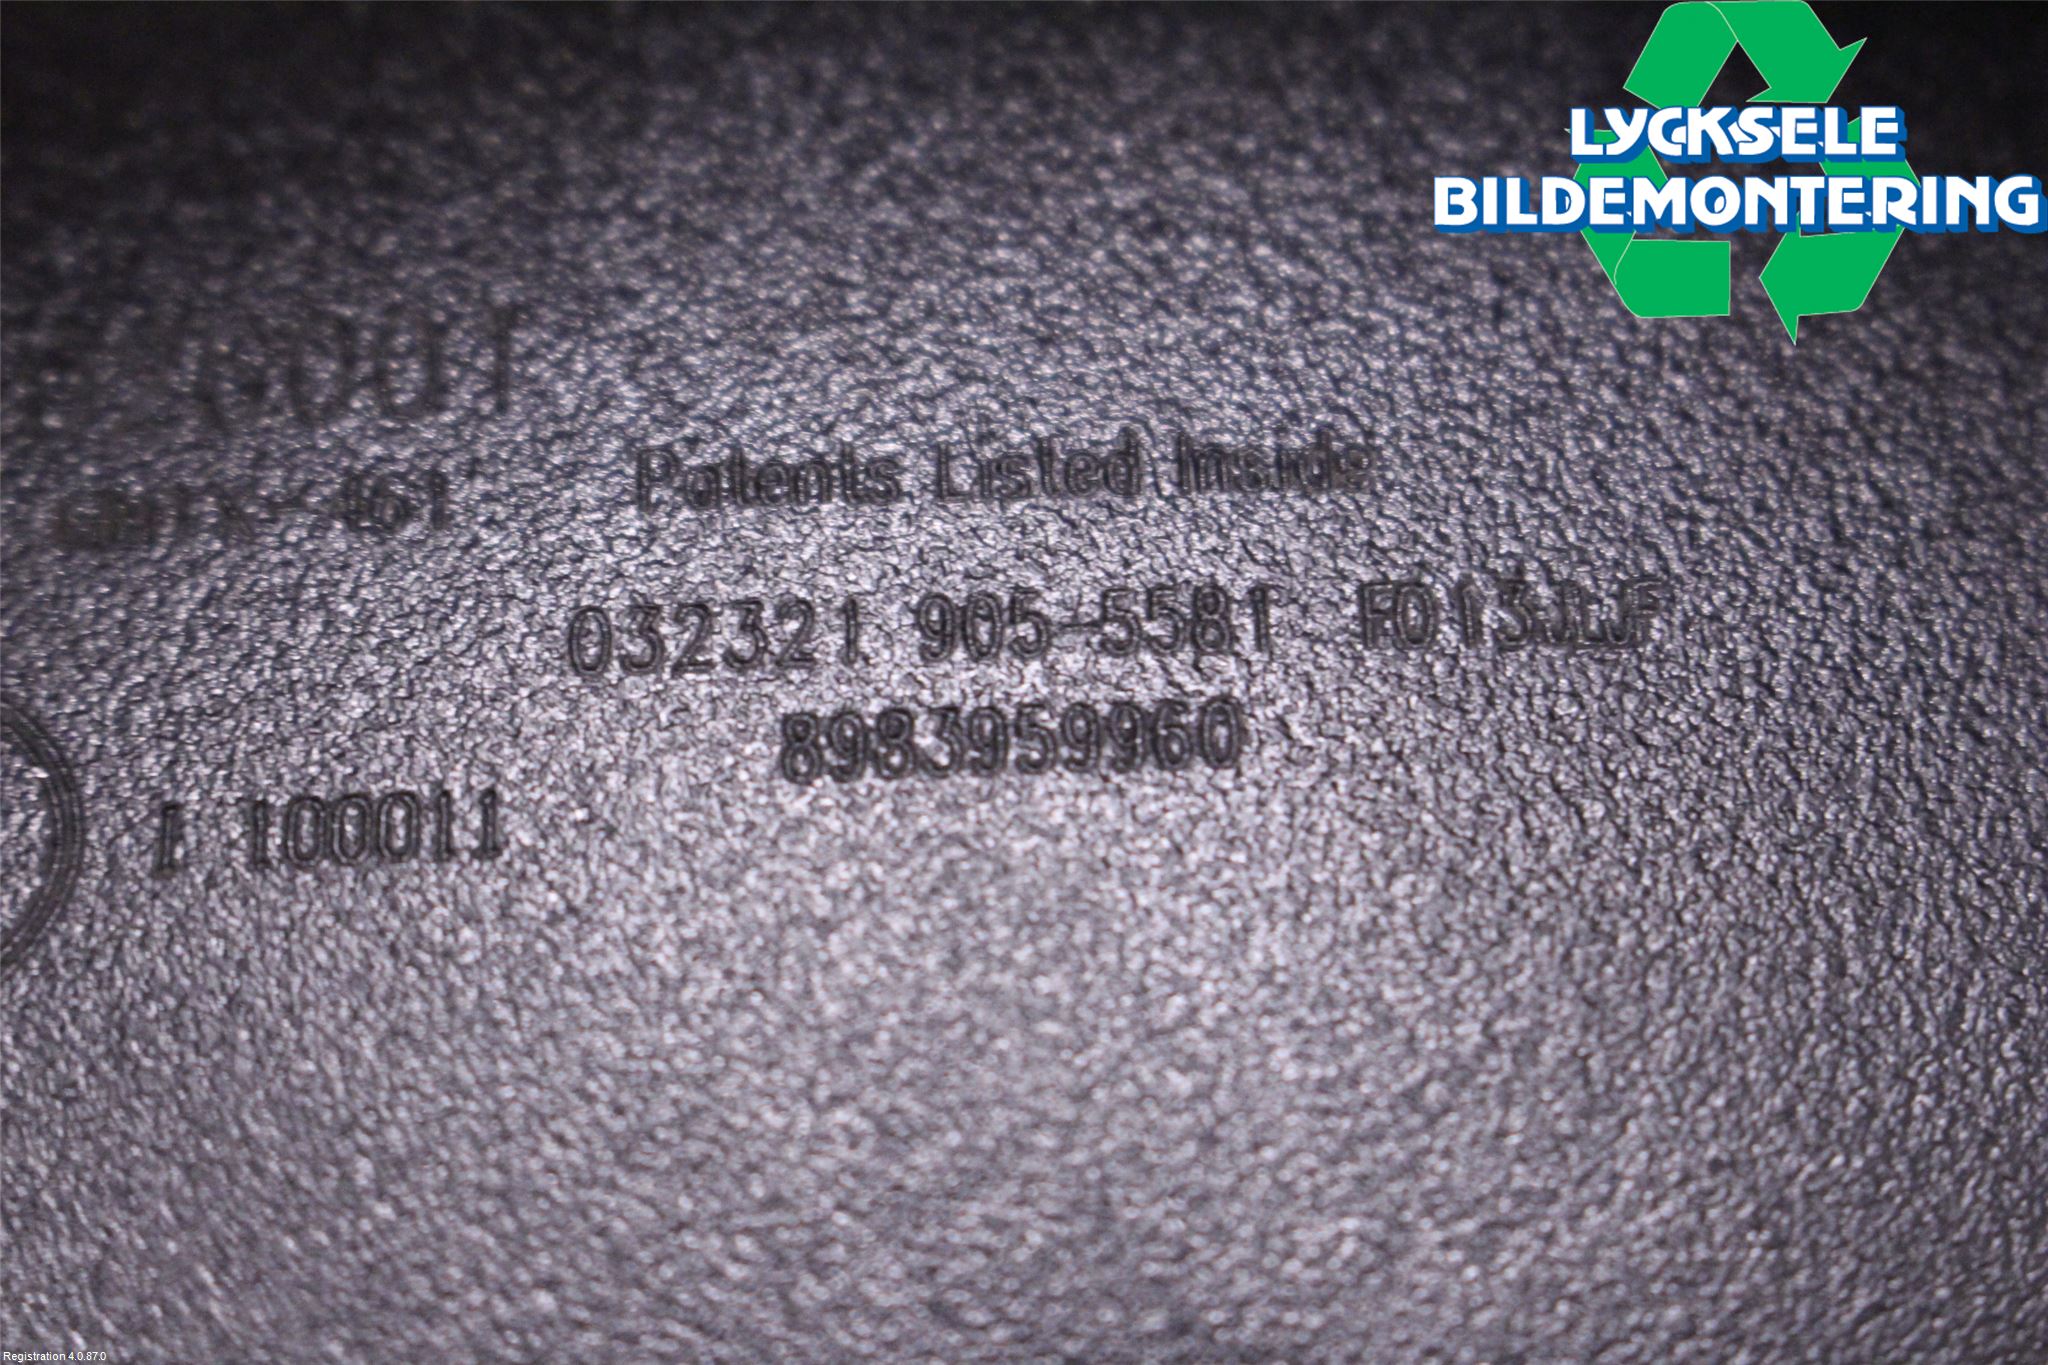 LYCKSELE
BILDEMONTERING
Patents Listed Inside
032321 905-5581
8983959960
100011
Registration 4.0.87.0